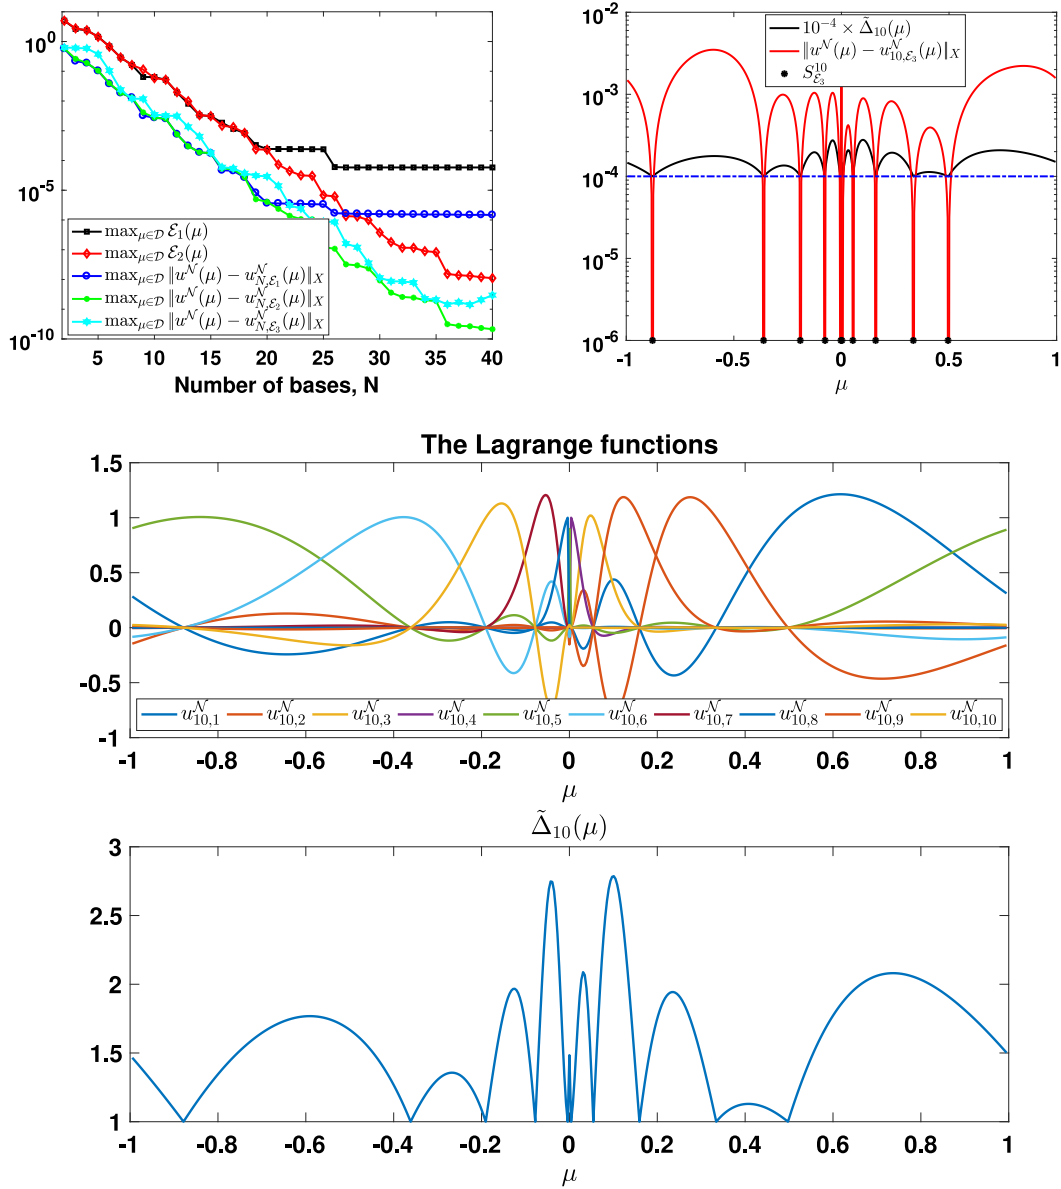 10^0
10^-5
10^-10
5 10 15 20 25 30 35 40
Number of bases, N
max_{μ∈𝒟} ℰ_1(μ)
max_{μ∈𝒟} ℰ_2(μ)
max_{μ∈𝒟} ‖u^𝒩(μ) − u^𝒩_{N,ℰ_1}(μ)‖_X
max_{μ∈𝒟} ‖u^𝒩(μ) − u^𝒩_{N,ℰ_2}(μ)‖_X
max_{μ∈𝒟} ‖u^𝒩(μ) − u^𝒩_{N,ℰ_3}(μ)‖_X
10^-2
10^-3
10^-4
10^-5
10^-6
-1 -0.5 0 0.5 1
μ
10^-4 × Δ̃_10(μ)
‖u^𝒩(μ) − u^𝒩_{10,ℰ_3}(μ)‖_X
S^10_{ℰ_3}
The Lagrange functions
1.5
1
0.5
0
-0.5
-1
u^𝒩_{10,1} u^𝒩_{10,2} u^𝒩_{10,3} u^𝒩_{10,4} u^𝒩_{10,5} u^𝒩_{10,6} u^𝒩_{10,7} u^𝒩_{10,8} u^𝒩_{10,9} u^𝒩_{10,10}
-1 -0.8 -0.6 -0.4 -0.2 0 0.2 0.4 0.6 0.8 1
μ
Δ̃_10(μ)
3
2.5
2
1.5
1
-1 -0.8 -0.6 -0.4 -0.2 0 0.2 0.4 0.6 0.8 1
μ